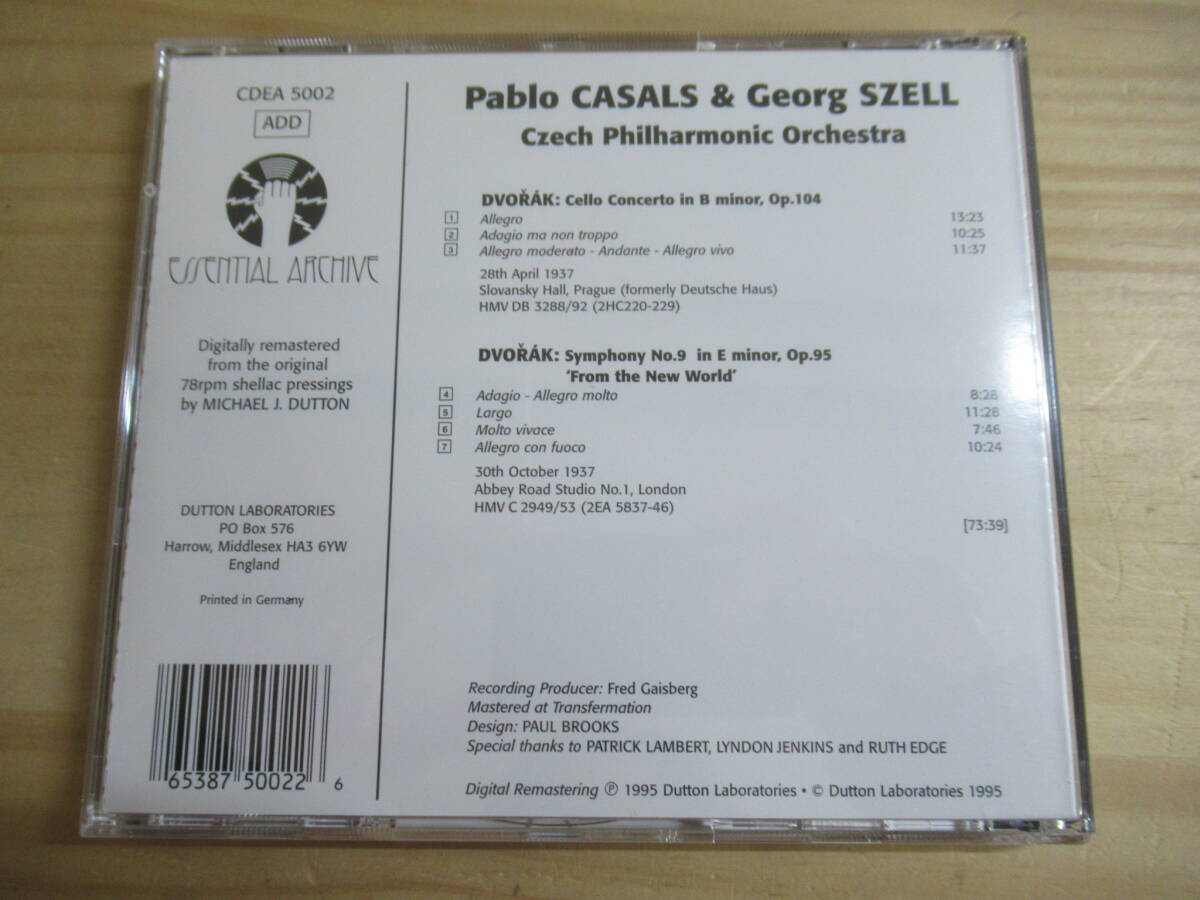 CDEA 5002
ADD
ESSENTIAL ARCHIVE
Digitally remastered
from the original
78rpm shellac pressings
by MICHAEL J. DUTTON
DUTTON LABORATORIES
PO Box 576
Harrow, Middlesex HA3 6YW
England
Printed in Germany
65387 50022 6
Pablo CASALS & Georg SZELL
Czech Philharmonic Orchestra
DVOŘÁK: Cello Concerto in B minor, Op.104
1 Allegro 13:23
2 Adagio ma non troppo 10:25
3 Allegro moderato - Andante - Allegro vivo 11:37
28th April 1937
Slovansky Hall, Prague (formerly Deutsche Haus)
HMV DB 3288/92 (2HC220-229)
DVOŘÁK: Symphony No.9 in E minor, Op.95
'From the New World'
4 Adagio - Allegro molto 8:28
5 Largo 11:28
6 Molto vivace 7:46
7 Allegro con fuoco 10:24
30th October 1937
Abbey Road Studio No.1, London
HMV C 2949/53 (2EA 5837-46)
[73:39]
Recording Producer: Fred Gaisberg
Mastered at Transfermation
Design: PAUL BROOKS
Special thanks to PATRICK LAMBERT, LYNDON JENKINS and RUTH EDGE
Digital Remastering ℗ 1995 Dutton Laboratories • © Dutton Laboratories 1995